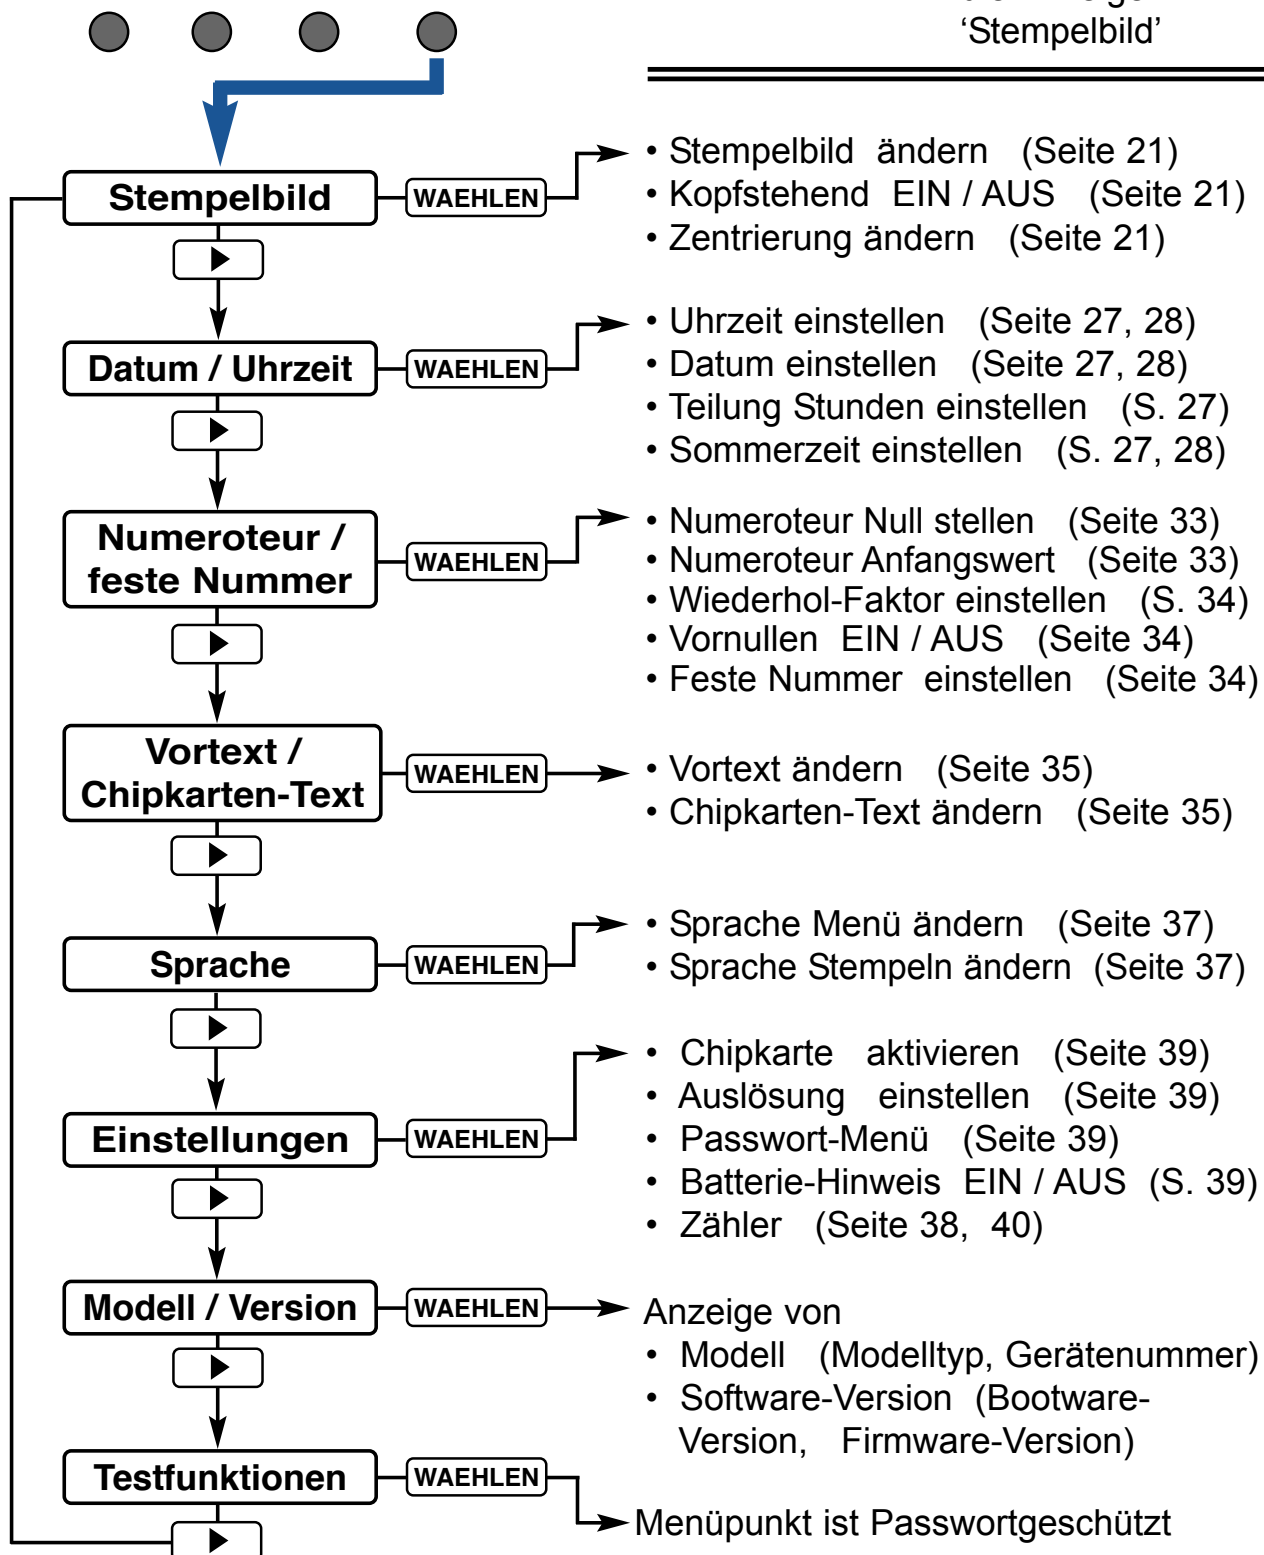 ‘Stempelbild’
Stempelbild
WAEHLEN
• Stempelbild ändern (Seite 21)
• Kopfstehend EIN / AUS (Seite 21)
• Zentrierung ändern (Seite 21)
Datum / Uhrzeit
WAEHLEN
• Uhrzeit einstellen (Seite 27, 28)
• Datum einstellen (Seite 27, 28)
• Teilung Stunden einstellen (S. 27)
• Sommerzeit einstellen (S. 27, 28)
Numeroteur /
feste Nummer
WAEHLEN
• Numeroteur Null stellen (Seite 33)
• Numeroteur Anfangswert (Seite 33)
• Wiederhol-Faktor einstellen (S. 34)
• Vornullen EIN / AUS (Seite 34)
• Feste Nummer einstellen (Seite 34)
Vortext /
Chipkarten-Text
WAEHLEN
• Vortext ändern (Seite 35)
• Chipkarten-Text ändern (Seite 35)
Sprache
WAEHLEN
• Sprache Menü ändern (Seite 37)
• Sprache Stempeln ändern (Seite 37)
Einstellungen
WAEHLEN
• Chipkarte aktivieren (Seite 39)
• Auslösung einstellen (Seite 39)
• Passwort-Menü (Seite 39)
• Batterie-Hinweis EIN / AUS (S. 39)
• Zähler (Seite 38, 40)
Modell / Version
WAEHLEN
Anzeige von
• Modell (Modelltyp, Gerätenummer)
• Software-Version (Bootware-
Version, Firmware-Version)
Testfunktionen
WAEHLEN
Menüpunkt ist Passwortgeschützt